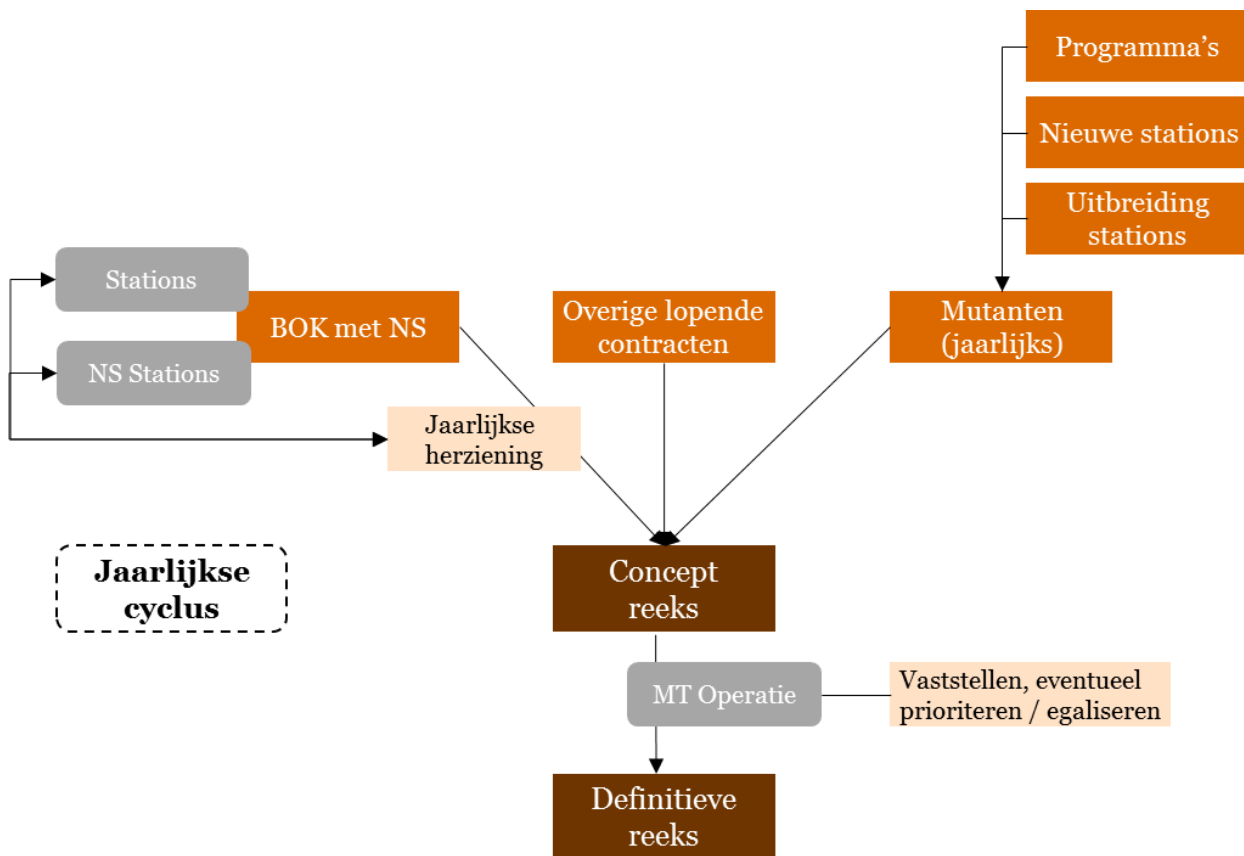 Programma’s
Nieuwe stations
Uitbreiding
stations
Stations
BOK met NS
NS Stations
Overige lopende
contracten
Mutanten
(jaarlijks)
Jaarlijkse
herziening
Jaarlijkse
cyclus
Concept
reeks
MT Operatie
Vaststellen, eventueel
prioriteren / egaliseren
Definitieve
reeks